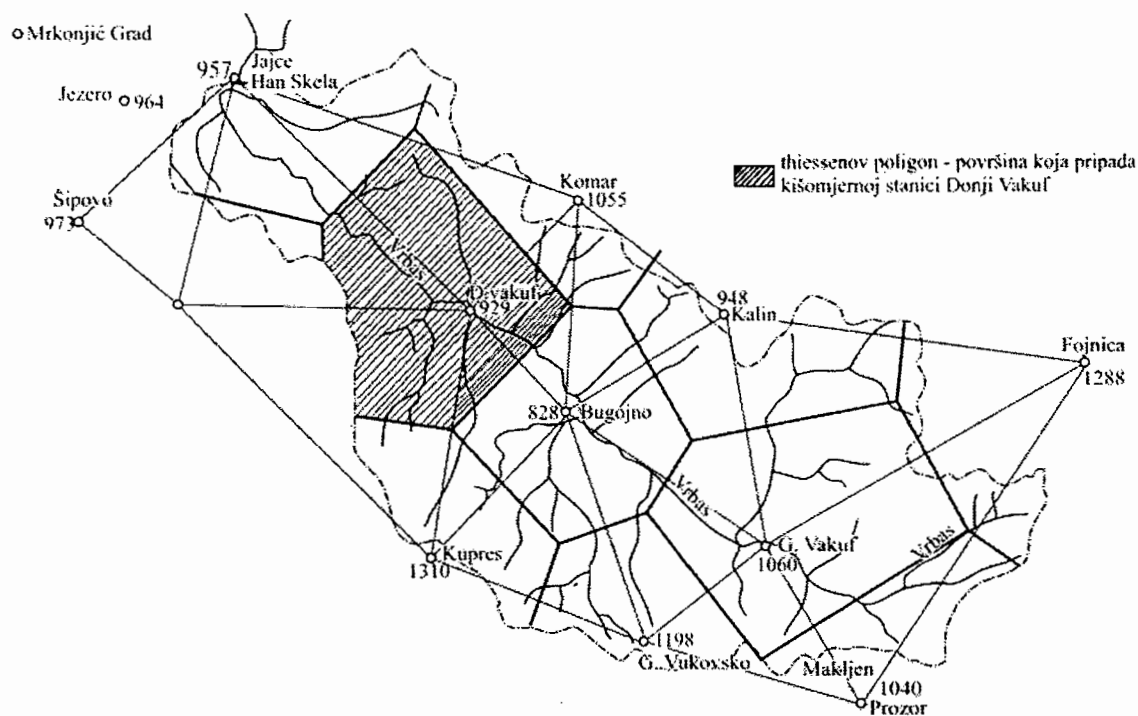 Mrkonjić Grad
957
Jajce
Han Skela
Jezero
964
thiessenov poligon - površina koja pripada
kišomjernoj stanici Donji Vakuf
Komar
1055
Šipovo
973
Vrbas
D.vakuf
929
948
Kalin
Fojnica
1288
828
Bugojno
Vrbas
G. Vakuf
1060
Vrbas
Kupres
1310
1198
G. Vukovsko
Makljen
1040
Prozor